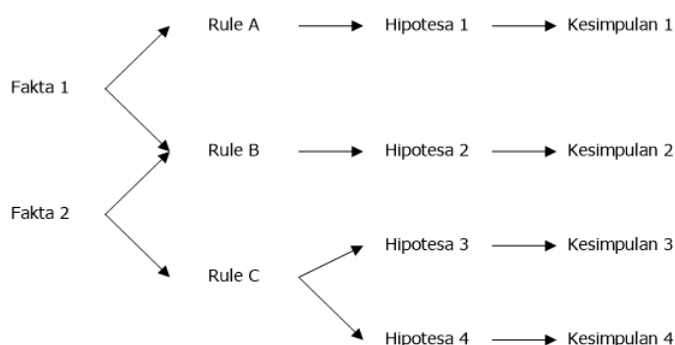 Rule A Hipotesa 1 Kesimpulan 1
Fakta 1
Rule B Hipotesa 2 Kesimpulan 2
Fakta 2
Hipotesa 3 Kesimpulan 3
Rule C
Hipotesa 4 Kesimpulan 4